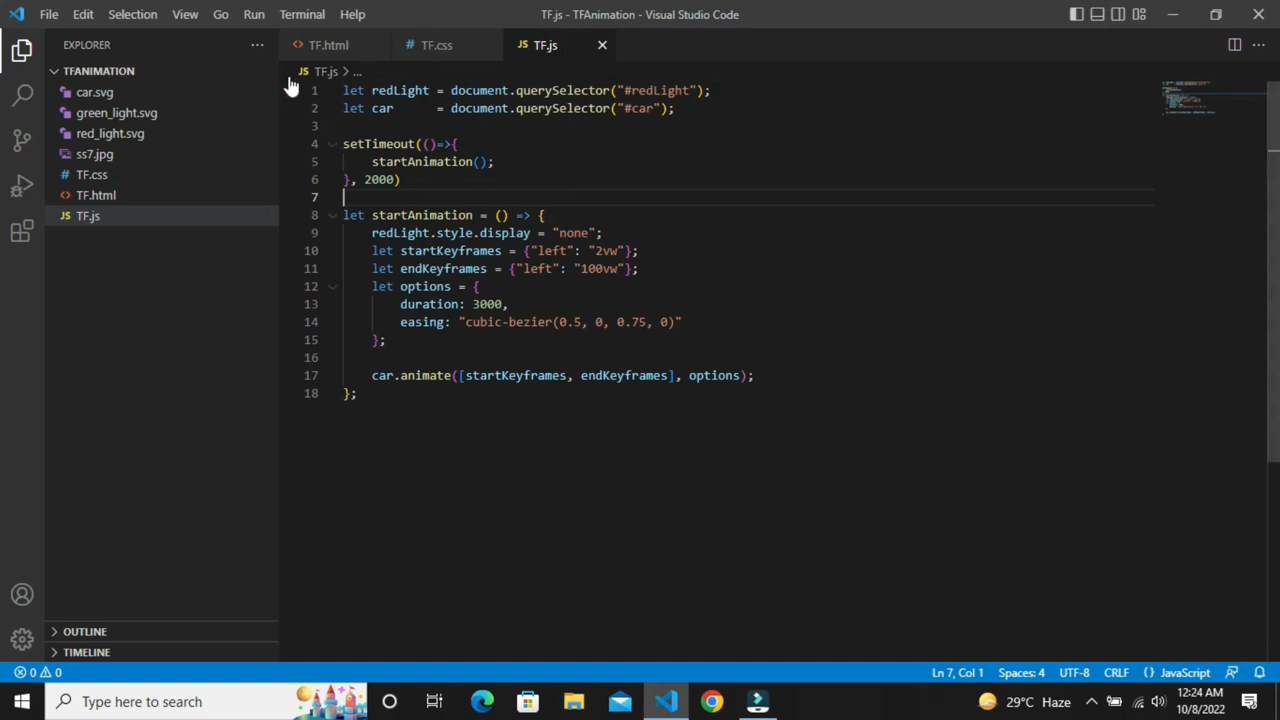 File Edit Selection View Go Run Terminal Help
TF.js - TFAnimation - Visual Studio Code
EXPLORER
TFANIMATION
car.svg
green_light.svg
red_light.svg
ss7.jpg
TF.css
TF.html
TF.js
OUTLINE
TIMELINE
TF.html TF.css JS TF.js
JS TF.js > ...
1 let redLight = document.querySelector("#redLight");
2 let car = document.querySelector("#car");
3
4 setTimeout(()=>{
5 startAnimation();
6 }, 2000)
7
8 let startAnimation = () => {
9 redLight.style.display = "none";
10 let startKeyframes = {"left": "2vw"};
11 let endKeyframes = {"left": "100vw"};
12 let options = {
13 duration: 3000,
14 easing: "cubic-bezier(0.5, 0, 0.75, 0)"
15 };
16
17 car.animate([startKeyframes, endKeyframes], options);
18 };
0 0 Ln 7, Col 1 Spaces: 4 UTF-8 CRLF {} JavaScript
Type here to search
29°C Haze
12:24 AM
10/8/2022